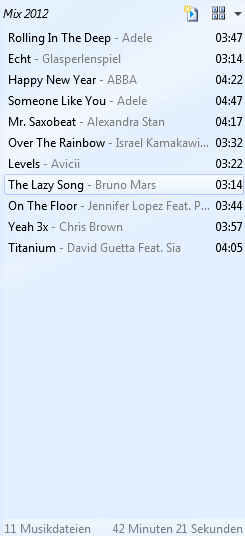 Mix 2012
Rolling In The Deep - Adele 03:47
Echt - Glasperlenspiel 03:14
Happy New Year - ABBA 04:22
Someone Like You - Adele 04:47
Mr. Saxobeat - Alexandra Stan 04:17
Over The Rainbow - Israel Kamakawi... 03:32
Levels - Avicii 03:22
The Lazy Song - Bruno Mars 03:14
On The Floor - Jennifer Lopez Feat. P... 03:44
Yeah 3x - Chris Brown 03:57
Titanium - David Guetta Feat. Sia 04:05
11 Musikdateien 42 Minuten 21 Sekunden